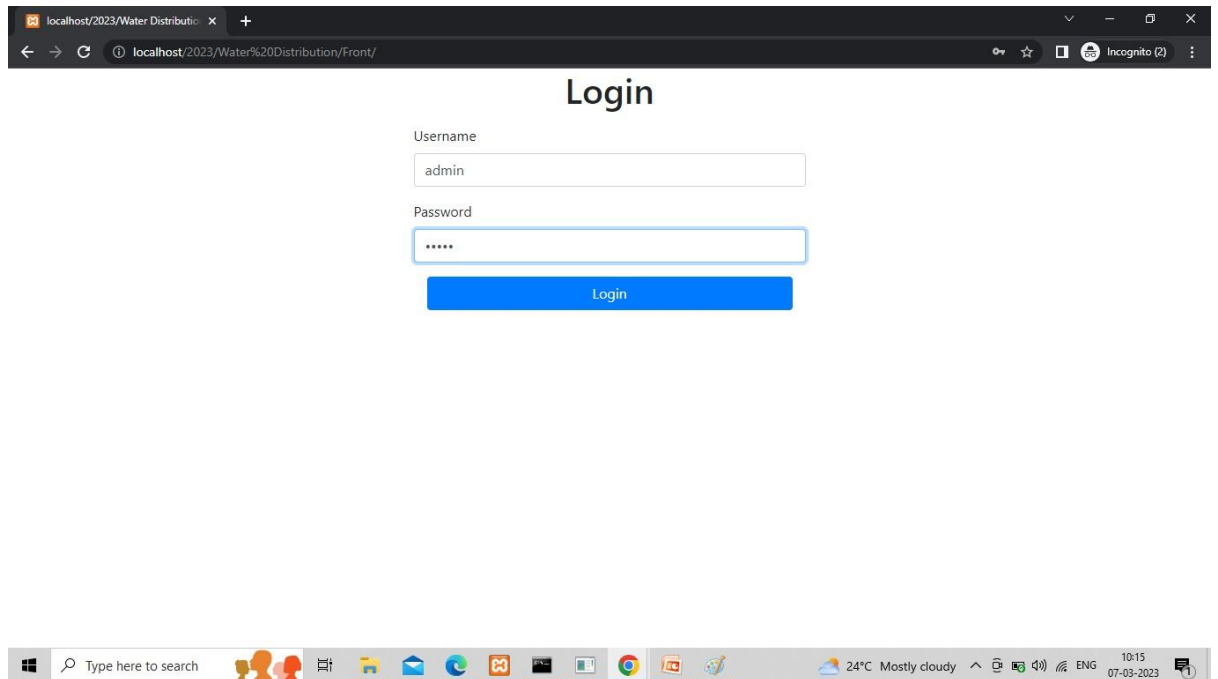 localhost/2023/Water Distributio
localhost/2023/Water%20Distribution/Front/
Incognito (2)
Login
Username
admin
Password
•••••
Login
Type here to search
24°C Mostly cloudy
ENG
10:15
07-03-2023
1